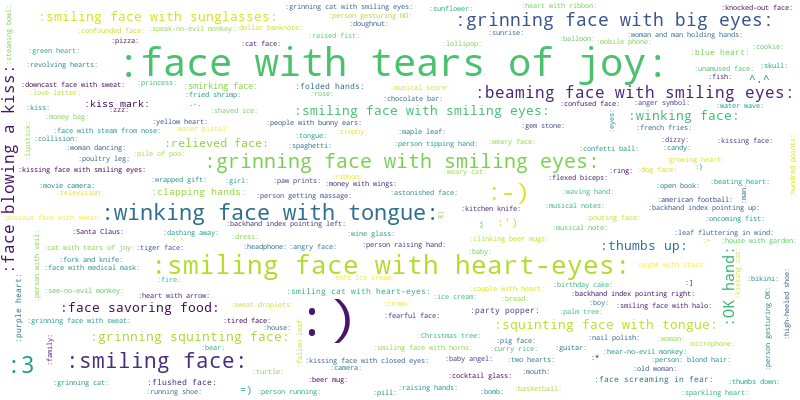 :smiling face with sunglasses:
:grinning cat with smiling eyes:
:person gesturing NO:
:sunflower:
:heart with ribbon:
:knocked-out face:
:grinning face with big eyes:
:confounded face:
:speak-no-evil monkey:
:dollar banknote:
:doughnut:
:sunrise:
:woman and man holding hands:
:steaming bowl:
:pizza:
:raised fist:
:lollipop:
:balloon:
:mobile phone:
:green heart:
:cat face:
:blue heart:
:cookie:
:revolving hearts:
:face with tears of joy:
:unamused face:
:skull:
:fish:
^.^
:downcast face with sweat:
:princess:
:smirking face:
:folded hands:
:musical score:
:beaming face with smiling eyes:
:love letter:
:fried shrimp:
:rose:
:chocolate bar:
:kiss:
:kiss mark:
-.-
:confused face:
:anger symbol:
:water wave:
:zzz:
:shaved ice:
:smiling face with smiling eyes:
:winking face:
:money bag:
:yellow heart:
:people with bunny ears:
:gem stone:
:eyes:
:french fries:
:face with steam from nose:
:water pistol:
:trophy:
:maple leaf:
:collision:
:tongue:
:dizzy:
:kissing face:
:relieved face:
:person tipping hand:
:weary face:
:woman dancing:
:spaghetti:
:confetti ball:
:candy:
:lipstick:
:poultry leg:
:pile of poo:
:grinning face with smiling eyes:
:growing heart:
:kissing face with smiling eyes:
:weary cat:
:ring:
:dog face:
:}
:face blowing a kiss:
:wrapped gift:
:girl:
:paw prints:
:ribbon:
:money with wings:
:flexed biceps:
:open book:
:beating heart:
:hundred points:
:movie camera:
:clapping hands:
:person getting massage:
:astonished face:
:-)
:waving hand:
:man:
:television:
:american football:
:winking face with tongue:
:kitchen knife:
:musical notes:
:backhand index pointing up:
:anxious face with sweat:
8)
:pouting face:
:oncoming fist:
:backhand index pointing left:
:')
:musical note:
:Santa Claus:
:dashing away:
:wine glass:
:leaf fluttering in wind:
:dress:
:clinking beer mugs:
:house with garden:
:cat with tears of joy:
:tiger face:
:headphone:
:angry face:
:person raising hand:
:thumbs up:
:baby:
:person with veil:
:fork and knife:
:smiling face with heart-eyes:
:night with stars:
:kissing cat:
:face with medical mask:
:fire:
:soft ice cream:
:birthday cake:
:bikini:
:see-no-evil monkey:
:smiling cat with heart-eyes:
:couple with heart:
:]
:purple heart:
:heart with arrow:
:ice cream:
:bread:
:backhand index pointing right:
:OK hand:
:high-heeled shoe:
:face savoring food:
:sweat droplets:
:crown:
:party popper:
:boy:
:smiling face with halo:
:fearful face:
:palm tree:
:grinning face with sweat:
:tired face:
:)
:squinting face with tongue:
:house:
:fallen leaf:
:person gesturing OK:
:grinning squinting face:
:Christmas tree:
:pig face:
:nail polish:
:woman:
:microphone:
:family:
:bear:
:smiling face with horns:
:curry rice:
:guitar:
:hear-no-evil monkey:
:3
:smiling face:
:kissing face with closed eyes:
:baby angel:
:two hearts:
:*
:person: blond hair:
:turtle:
:camera:
:mouth:
:old woman:
:grinning cat:
:flushed face:
:beer mug:
:cocktail glass:
:face screaming in fear:
:thumbs down:
:running shoe:
=)
:person running:
:pill:
:raising hands:
:bomb:
:basketball:
:sparkling heart: